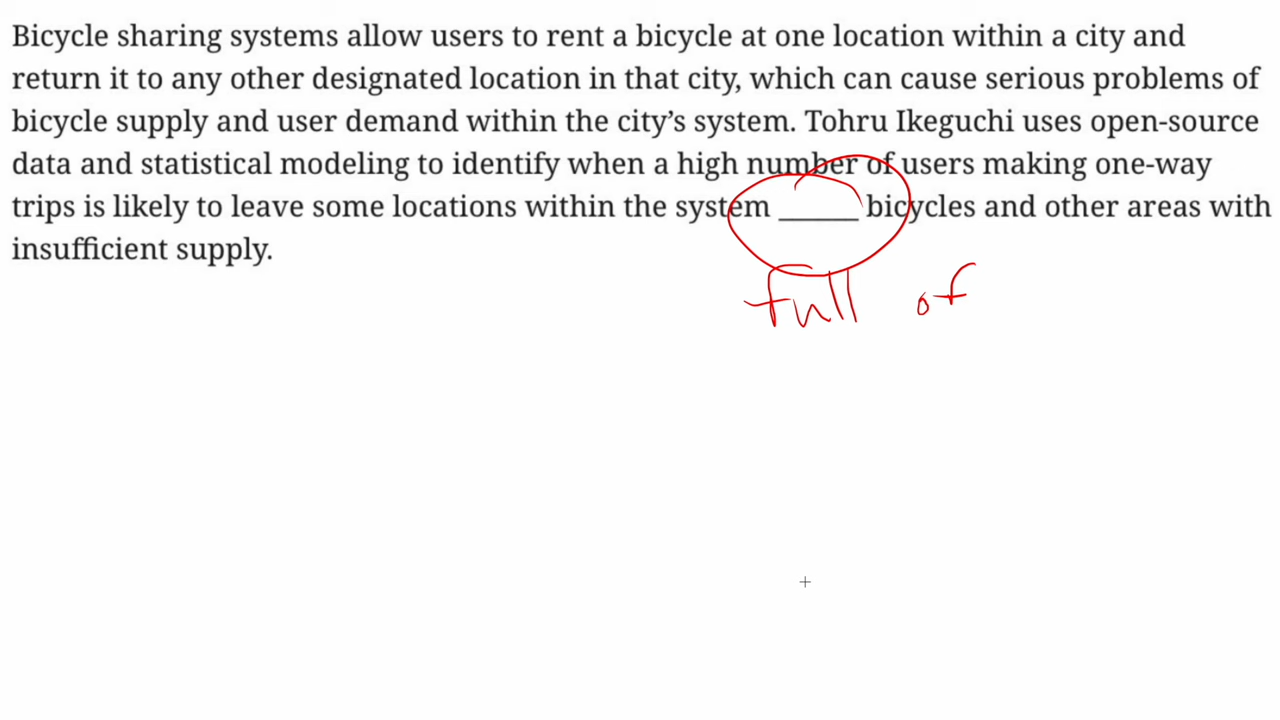 Bicycle sharing systems allow users to rent a bicycle at one location within a city and
return it to any other designated location in that city, which can cause serious problems of
bicycle supply and user demand within the city’s system. Tohru Ikeguchi uses open-source
data and statistical modeling to identify when a high number of users making one-way
trips is likely to leave some locations within the system ______ bicycles and other areas with
insufficient supply.
full of